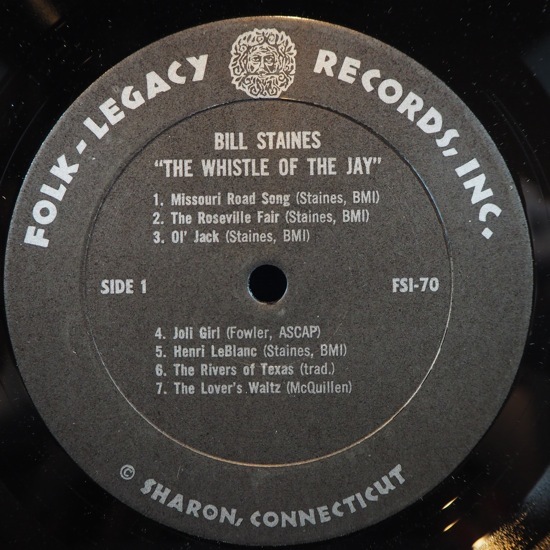 FOLK-LEGACY RECORDS, INC.
BILL STAINES
"THE WHISTLE OF THE JAY"
1. Missouri Road Song (Staines, BMI)
2. The Roseville Fair (Staines, BMI)
3. Ol' Jack (Staines, BMI)
SIDE 1
FSI-70
4. Joli Girl (Fowler, ASCAP)
5. Henri LeBlanc (Staines, BMI)
6. The Rivers of Texas (trad.)
7. The Lover's Waltz (McQuillen)
© SHARON, CONNECTICUT